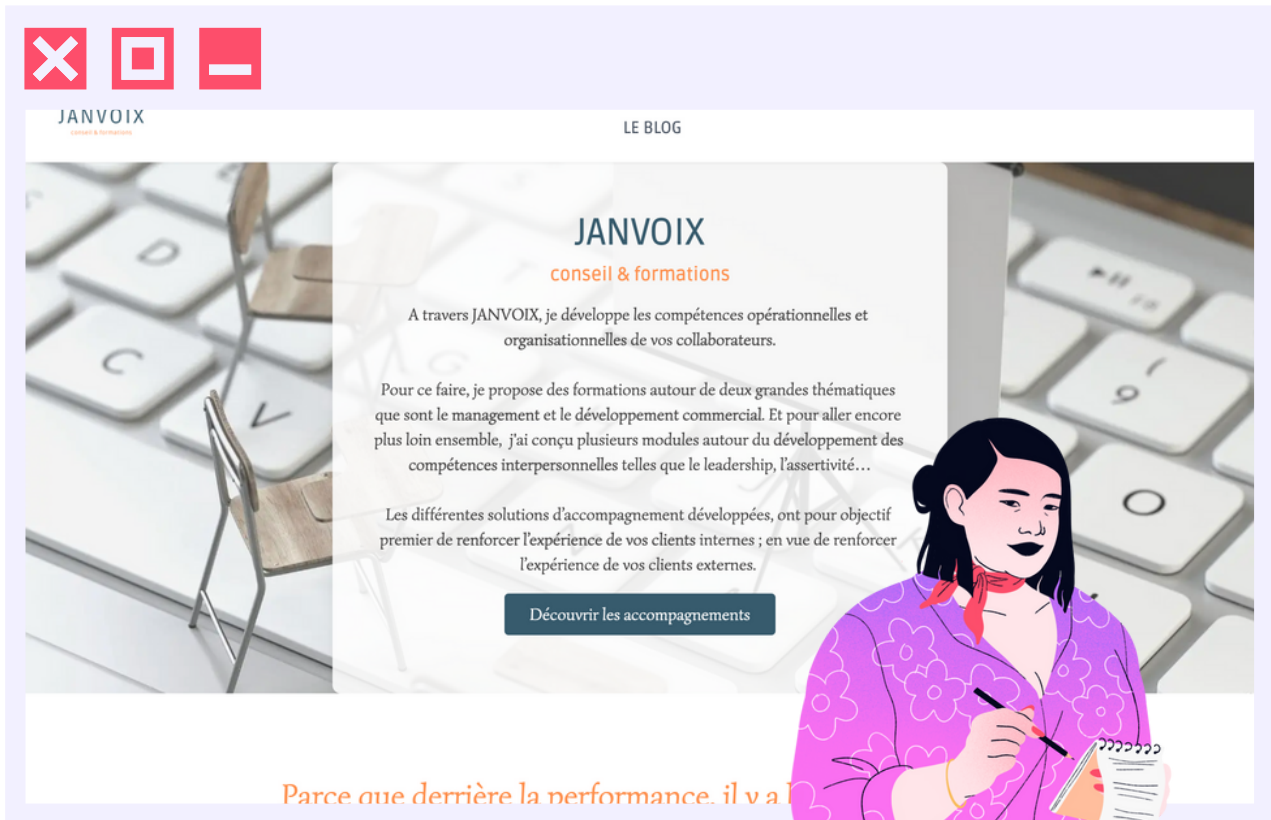 JANVOIX
conseil & formations
LE BLOG
JANVOIX
conseil & formations
A travers JANVOIX, je développe les compétences opérationnelles et
organisationnelles de vos collaborateurs.
Pour ce faire, je propose des formations autour de deux grandes thématiques
que sont le management et le développement commercial. Et pour aller encore
plus loin ensemble, j'ai conçu plusieurs modules autour du développement des
compétences interpersonnelles telles que le leadership, l'assertivité…
Les différentes solutions d'accompagnement développées, ont pour objectif
premier de renforcer l'expérience de vos clients internes ; en vue de renforcer
l'expérience de vos clients externes.
Découvrir les accompagnements
Parce que derrière la performance, il y a